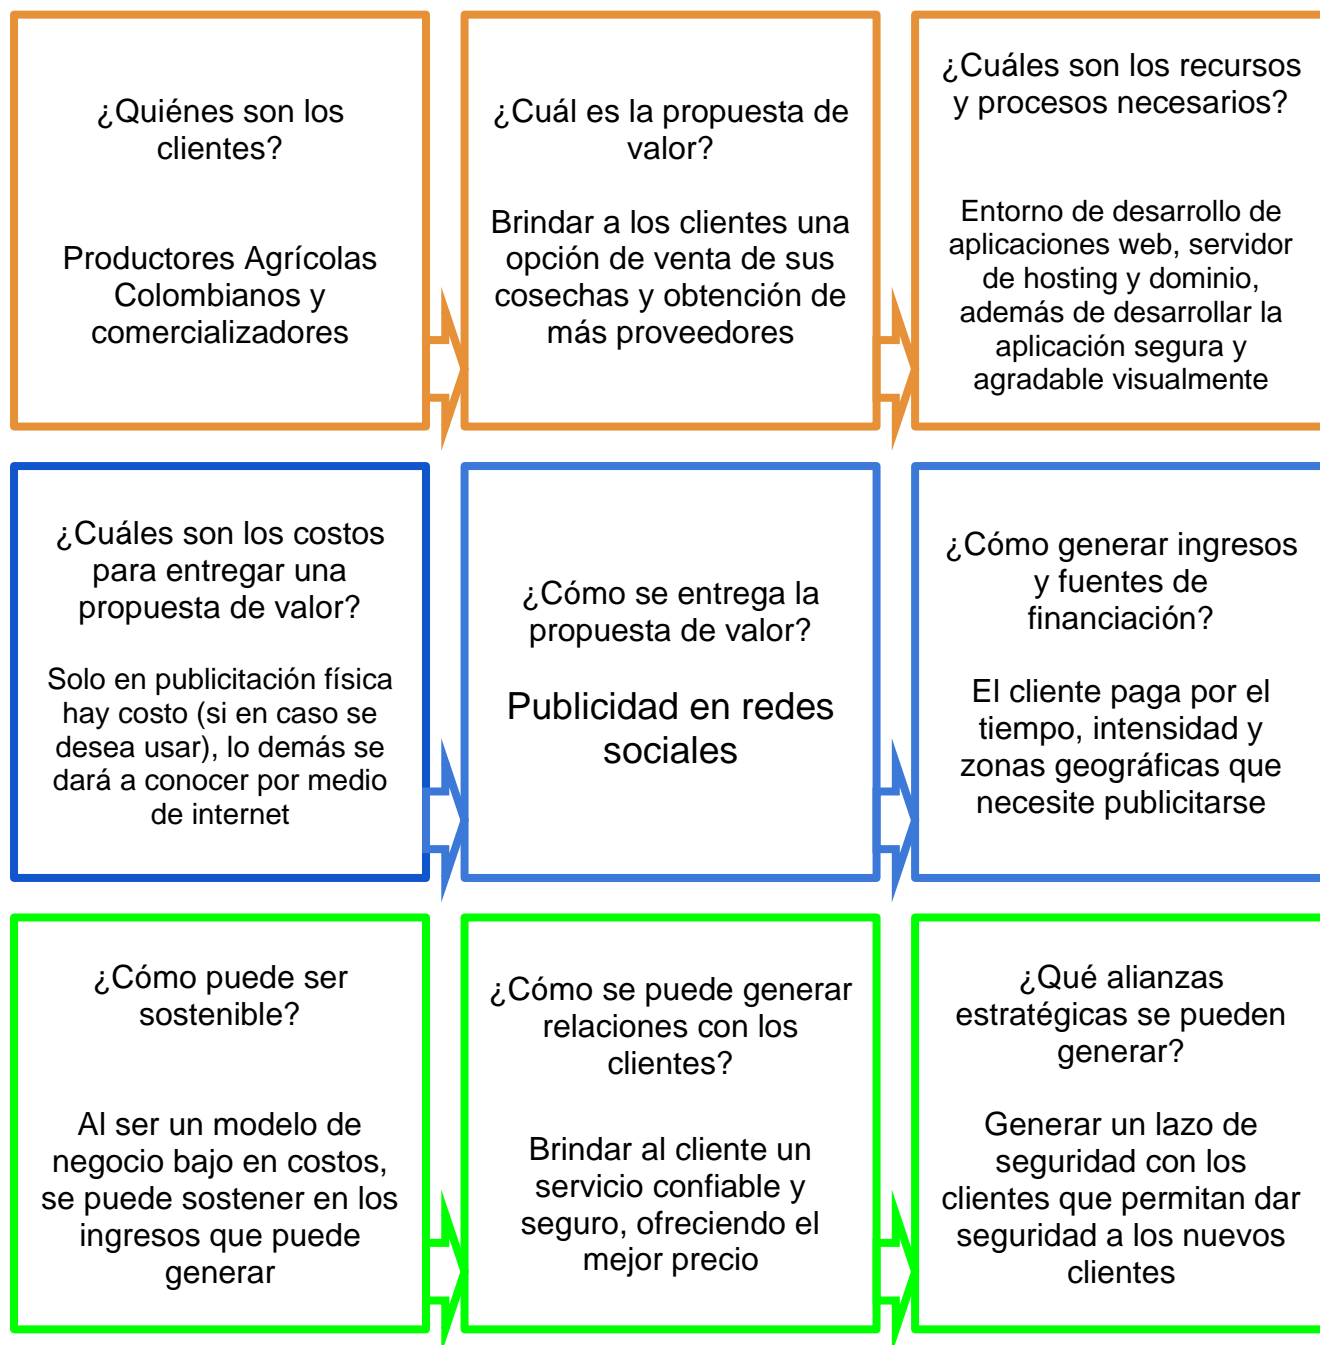 ¿Quiénes son los
clientes?
Productores Agrícolas
Colombianos y
comercializadores
¿Cuál es la propuesta de
valor?
Brindar a los clientes una
opción de venta de sus
cosechas y obtención de
más proveedores
¿Cuáles son los recursos
y procesos necesarios?
Entorno de desarrollo de
aplicaciones web, servidor
de hosting y dominio,
además de desarrollar la
aplicación segura y
agradable visualmente
¿Cuáles son los costos
para entregar una
propuesta de valor?
Solo en publicitación física
hay costo (si en caso se
desea usar), lo demás se
dará a conocer por medio
de internet
¿Cómo se entrega la
propuesta de valor?
Publicidad en redes
sociales
¿Cómo generar ingresos
y fuentes de
financiación?
El cliente paga por el
tiempo, intensidad y
zonas geográficas que
necesite publicitarse
¿Cómo puede ser
sostenible?
Al ser un modelo de
negocio bajo en costos,
se puede sostener en los
ingresos que puede
generar
¿Cómo se puede generar
relaciones con los
clientes?
Brindar al cliente un
servicio confiable y
seguro, ofreciendo el
mejor precio
¿Qué alianzas
estratégicas se pueden
generar?
Generar un lazo de
seguridad con los
clientes que permitan dar
seguridad a los nuevos
clientes